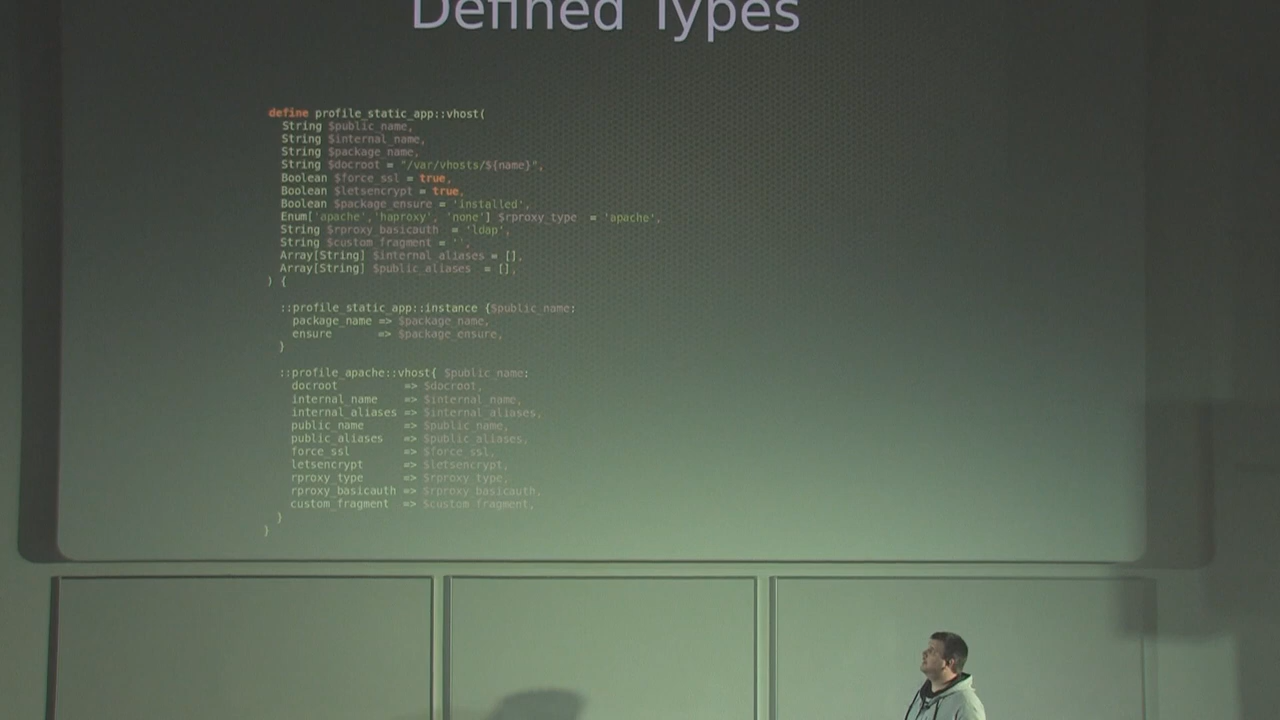 Defined Types
define profile_static_app::vhost(
String $public_name,
String $internal_name,
String $package_name,
String $docroot = "/var/vhosts/${name}",
Boolean $force_ssl = true,
Boolean $letsencrypt = true,
Boolean $package_ensure = 'installed',
Enum['apache','haproxy', 'none'] $rproxy_type  = 'apache',
String $rproxy_basicauth  = 'ldap',
String $custom_fragment = '',
Array[String] $internal_aliases = [],
Array[String] $public_aliases  = [],
) {
::profile_static_app::instance {$public_name:
package_name => $package_name,
ensure       => $package_ensure,
}
::profile_apache::vhost{ $public_name:
docroot          => $docroot,
internal_name    => $internal_name,
internal_aliases => $internal_aliases,
public_name      => $public_name,
public_aliases   => $public_aliases,
force_ssl        => $force_ssl,
letsencrypt      => $letsencrypt,
rproxy_type      => $rproxy_type,
rproxy_basicauth => $rproxy_basicauth,
custom_fragment  => $custom_fragment,
}
}